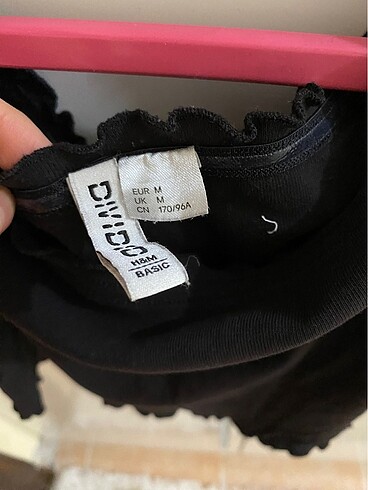 DIVIDED
H&M
BASIC
EUR M
UK M
CN 170/96A